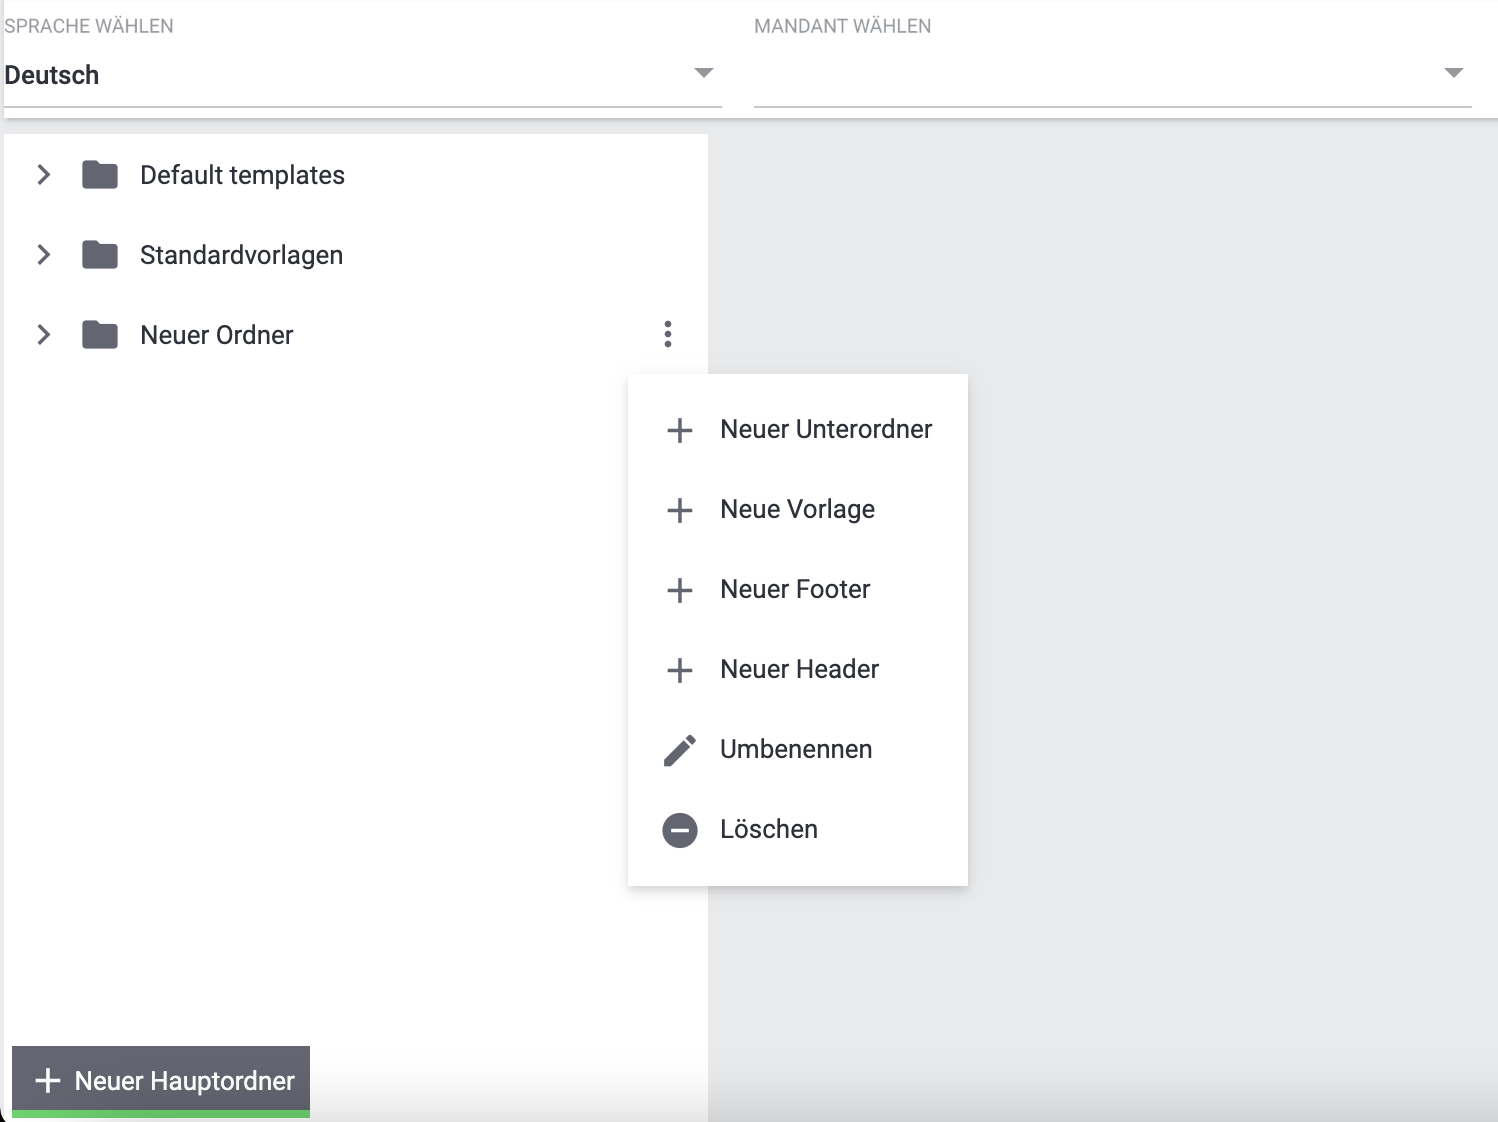 SPRACHE WÄHLEN
MANDANT WÄHLEN
Deutsch
Default templates
Standardvorlagen
Neuer Ordner
Neuer Unterordner
Neue Vorlage
Neuer Footer
Neuer Header
Umbenennen
Löschen
Neuer Hauptordner